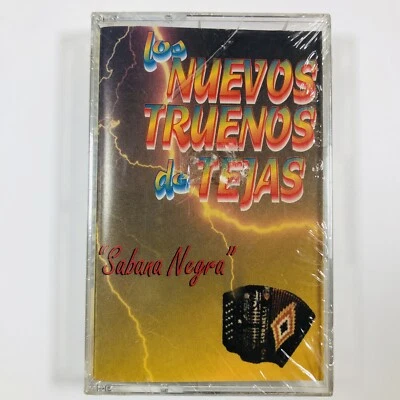 los
NUEVOS
TRUENOS
de TEJAS
"Sabana Negra"